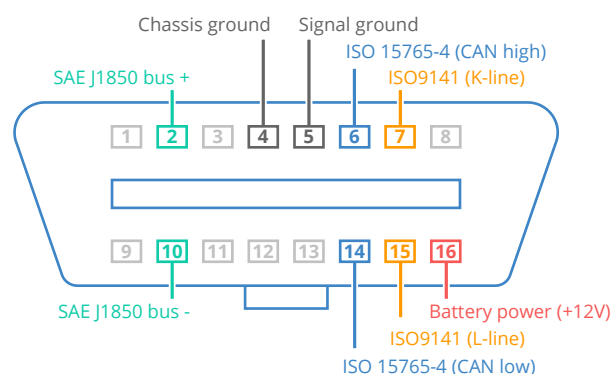 Chassis ground Signal ground
ISO 15765-4 (CAN high)
SAE J1850 bus + ISO9141 (K-line)
1 2 3 4 5 6 7 8
9 10 11 12 13 14 15 16
SAE J1850 bus - Battery power (+12V)
ISO9141 (L-line)
ISO 15765-4 (CAN low)